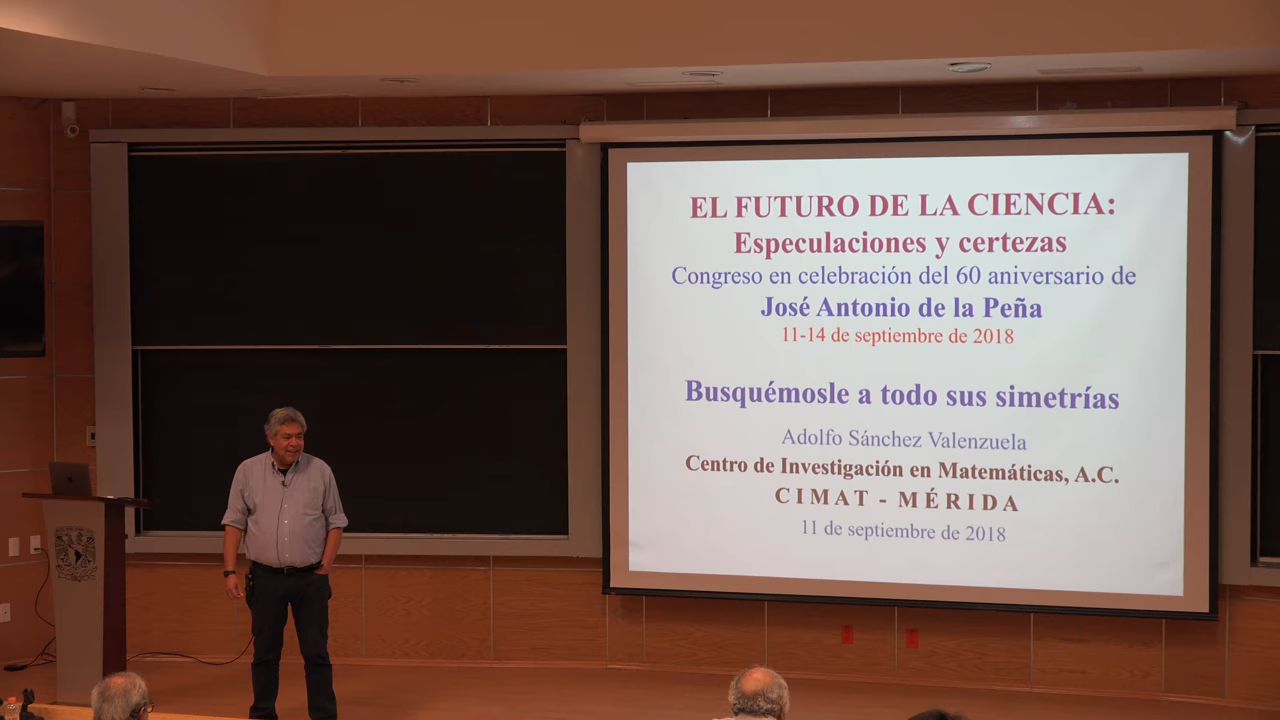 EL FUTURO DE LA CIENCIA:
Especulaciones y certezas
Congreso en celebración del 60 aniversario de
José Antonio de la Peña
11-14 de septiembre de 2018
Busquémosle a todo sus simetrías
Adolfo Sánchez Valenzuela
Centro de Investigación en Matemáticas, A.C.
CIMAT - MÉRIDA
11 de septiembre de 2018